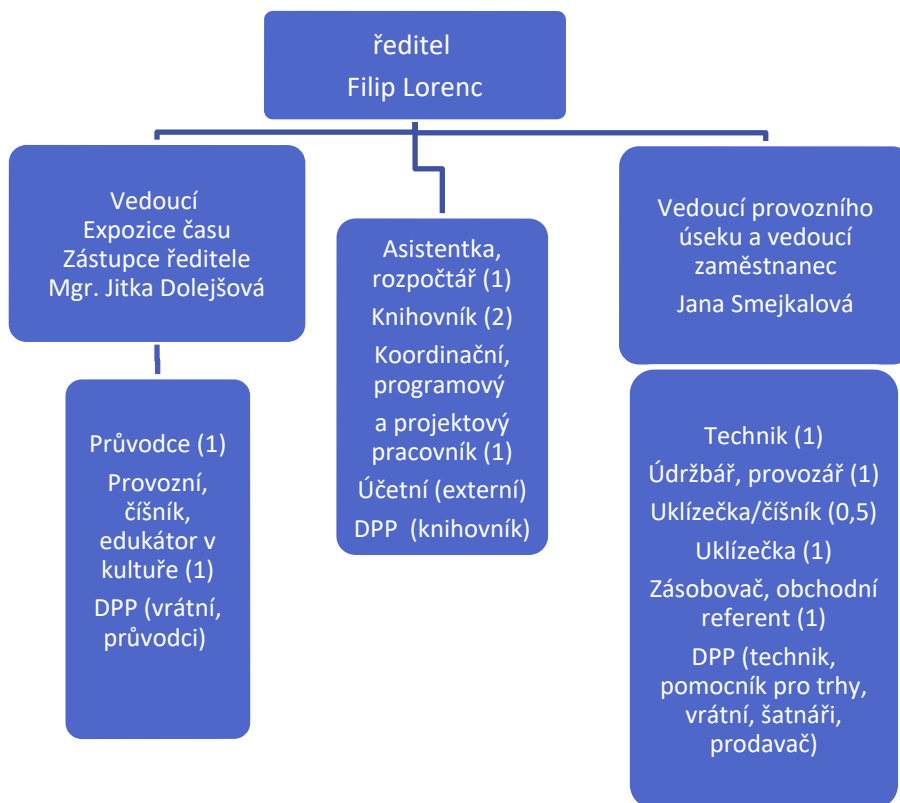 ředitel
Filip Lorenc
Vedoucí
Expozice času
Zástupce ředitele
Mgr. Jitka Dolejšová
Průvodce (1)
Provozní,
číšník,
edukátor v
kultuře (1)
DPP (vrátní,
průvodci)
Asistentka,
rozpočtář (1)
Knihovník (2)
Koordinační,
programový
a projektový
pracovník (1)
Účetní (externí)
DPP  (knihovník)
Vedoucí provozního
úseku a vedoucí
zaměstnanec
Jana Smejkalová
Technik (1)
Údržbář, provozář (1)
Uklízečka/číšník (0,5)
Uklízečka (1)
Zásobovač, obchodní
referent (1)
DPP (technik,
pomocník pro trhy,
vrátní, šatnáři,
prodavač)